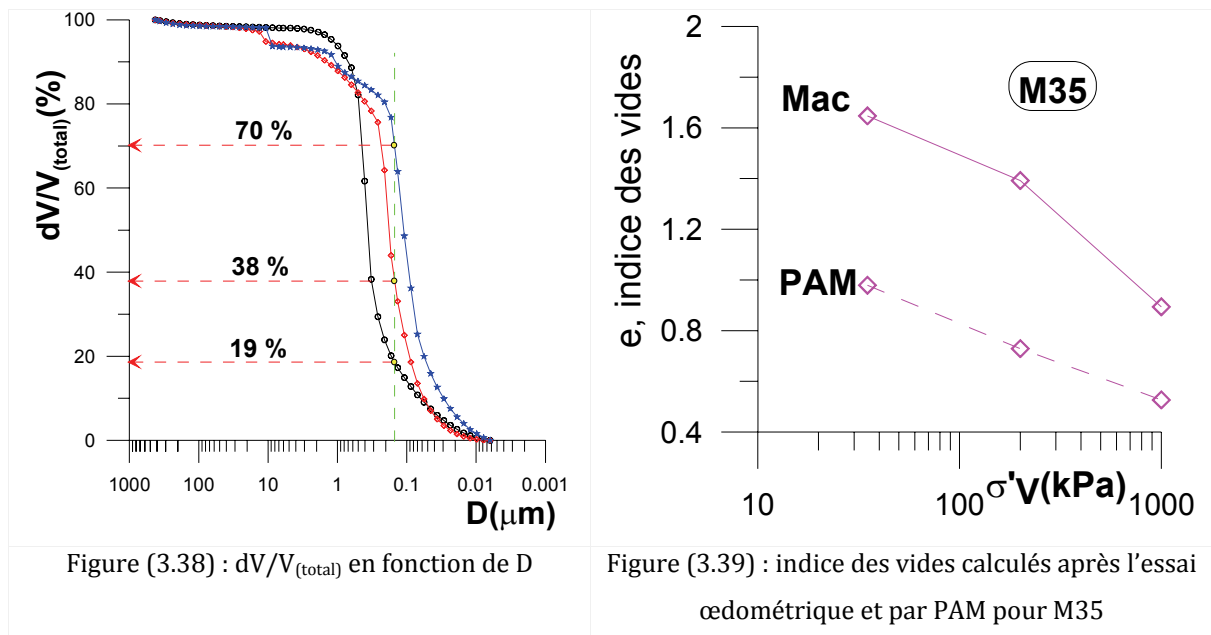 100
80
60
40
20
0
dV/V(total)(%)
70 %
38 %
19 %
1000
100
10
1
0.1
0.01
0.001
D(μm)
Figure (3.38) : dV/V(total) en fonction de D
2
1.6
1.2
0.8
0.4
e, indice des vides
Mac
M35
PAM
10
100
σ'V(kPa)
1000
Figure (3.39) : indice des vides calculés après l’essai
œdométrique et par PAM pour M35